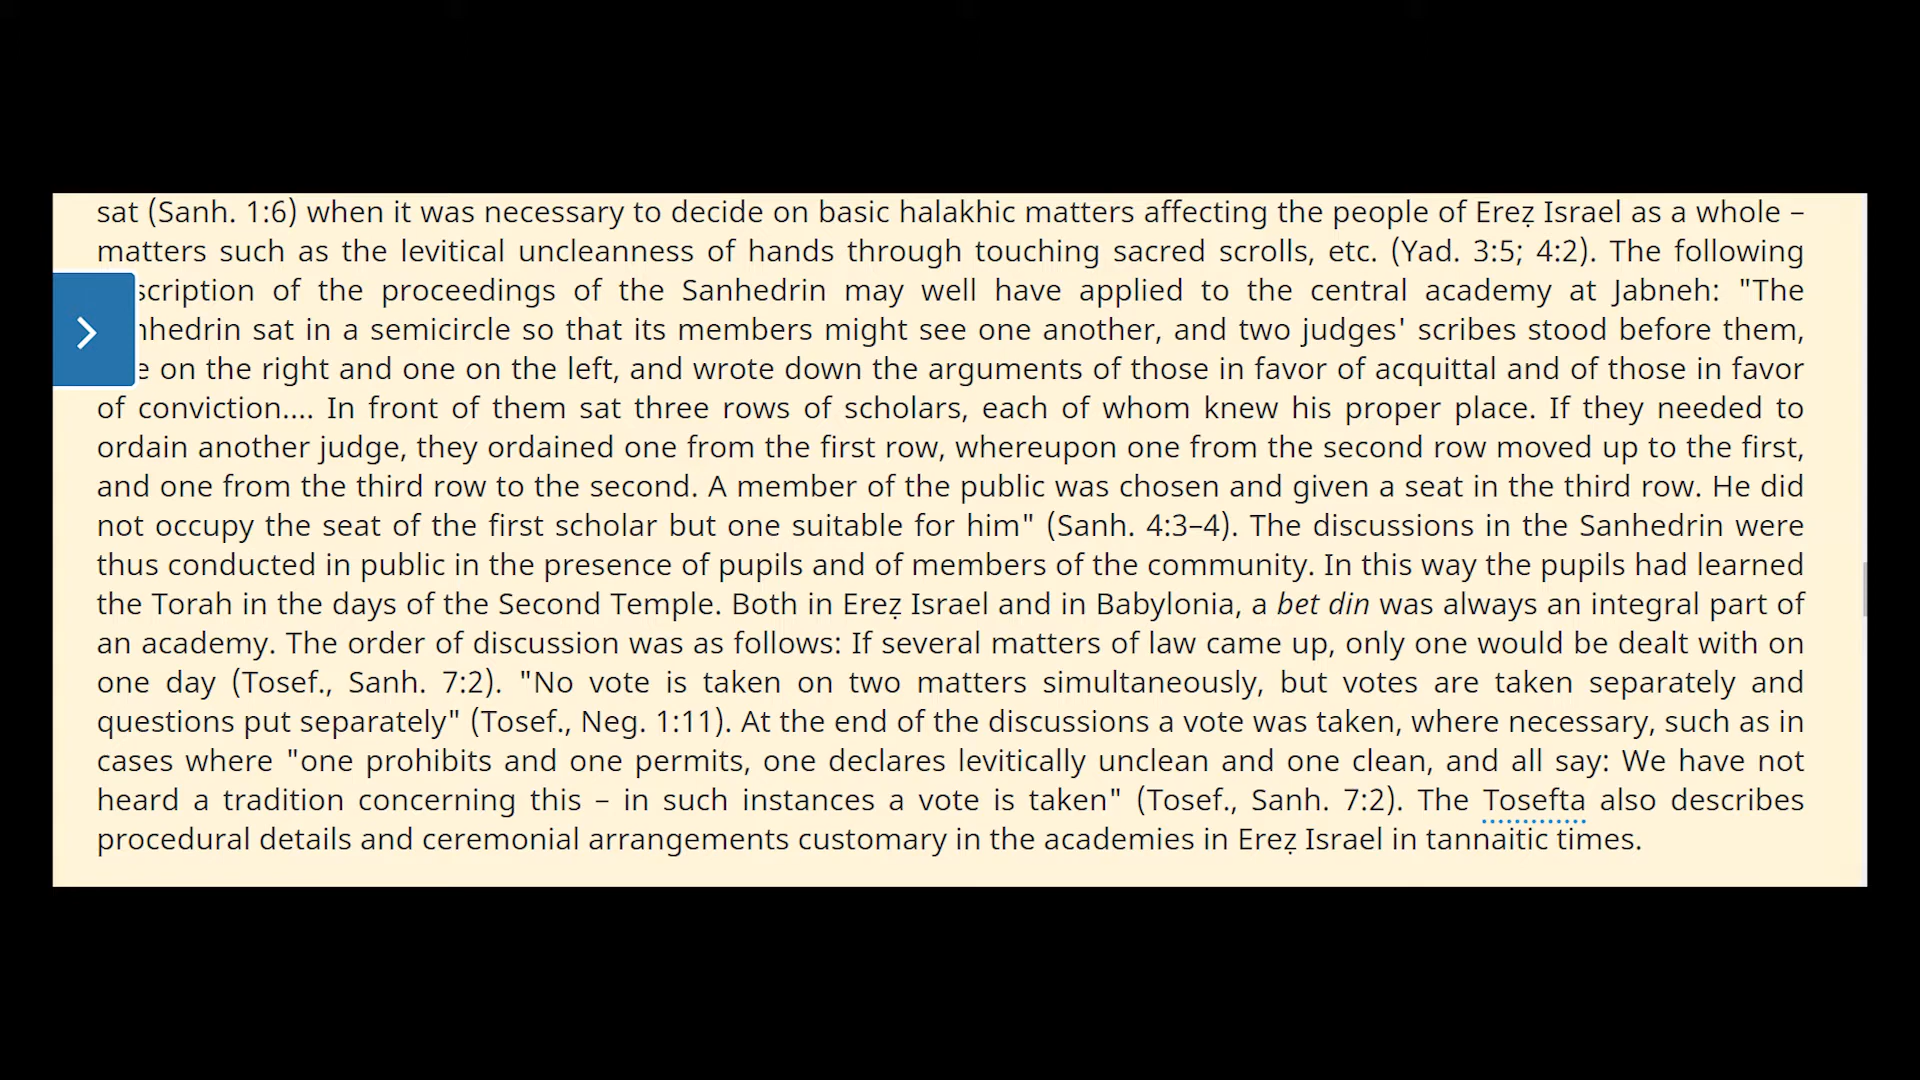 sat (Sanh. 1:6) when it was necessary to decide on basic halakhic matters affecting the people of Ereẓ Israel as a whole –
matters such as the levitical uncleanness of hands through touching sacred scrolls, etc. (Yad. 3:5; 4:2). The following
scription of the proceedings of the Sanhedrin may well have applied to the central academy at Jabneh: "The
nhedrin sat in a semicircle so that its members might see one another, and two judges' scribes stood before them,
e on the right and one on the left, and wrote down the arguments of those in favor of acquittal and of those in favor
of conviction.... In front of them sat three rows of scholars, each of whom knew his proper place. If they needed to
ordain another judge, they ordained one from the first row, whereupon one from the second row moved up to the first,
and one from the third row to the second. A member of the public was chosen and given a seat in the third row. He did
not occupy the seat of the first scholar but one suitable for him" (Sanh. 4:3–4). The discussions in the Sanhedrin were
thus conducted in public in the presence of pupils and of members of the community. In this way the pupils had learned
the Torah in the days of the Second Temple. Both in Ereẓ Israel and in Babylonia, a bet din was always an integral part of
an academy. The order of discussion was as follows: If several matters of law came up, only one would be dealt with on
one day (Tosef., Sanh. 7:2). "No vote is taken on two matters simultaneously, but votes are taken separately and
questions put separately" (Tosef., Neg. 1:11). At the end of the discussions a vote was taken, where necessary, such as in
cases where "one prohibits and one permits, one declares levitically unclean and one clean, and all say: We have not
heard a tradition concerning this – in such instances a vote is taken" (Tosef., Sanh. 7:2). The Tosefta also describes
procedural details and ceremonial arrangements customary in the academies in Ereẓ Israel in tannaitic times.